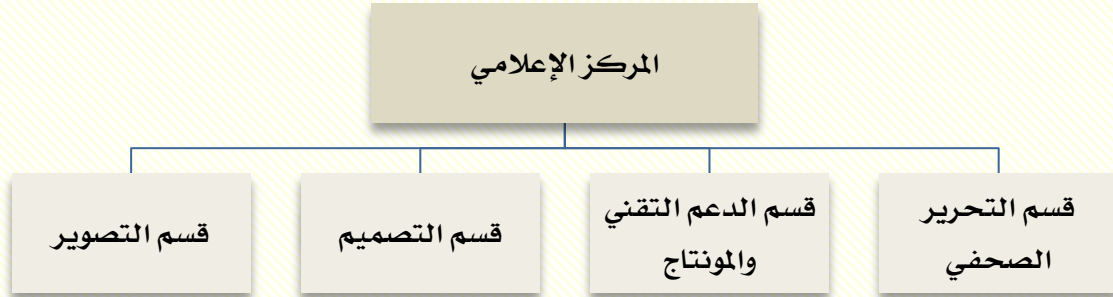 المركز الإعلامي
قسم التحرير
الصحفي
قسم الدعم التقني
والمونتاج
قسم التصميم
قسم التصوير